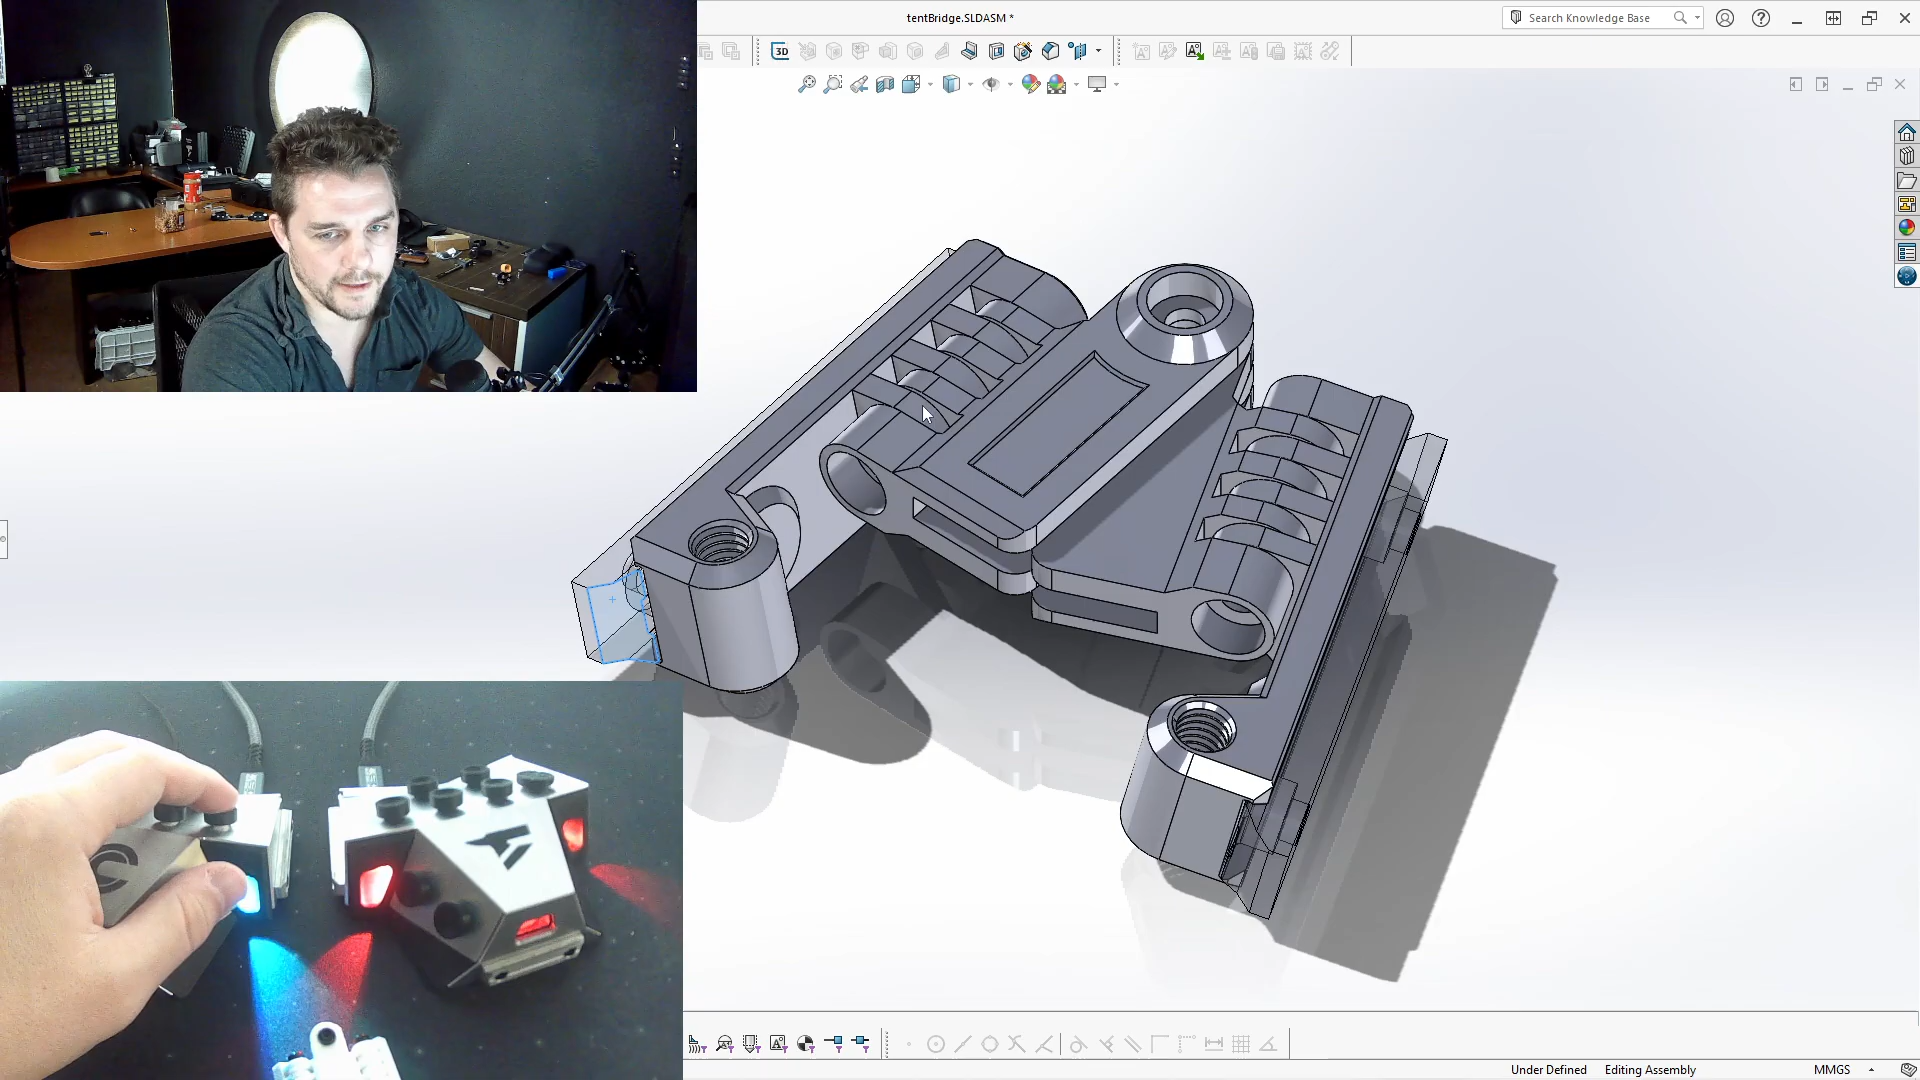 tentBridge.SLDASM *
Search Knowledge Base
3D
Under Defined
Editing Assembly
MMGS